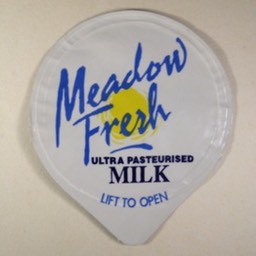 Meadow
Fresh
ULTRA PASTEURISED
MILK
LIFT TO OPEN